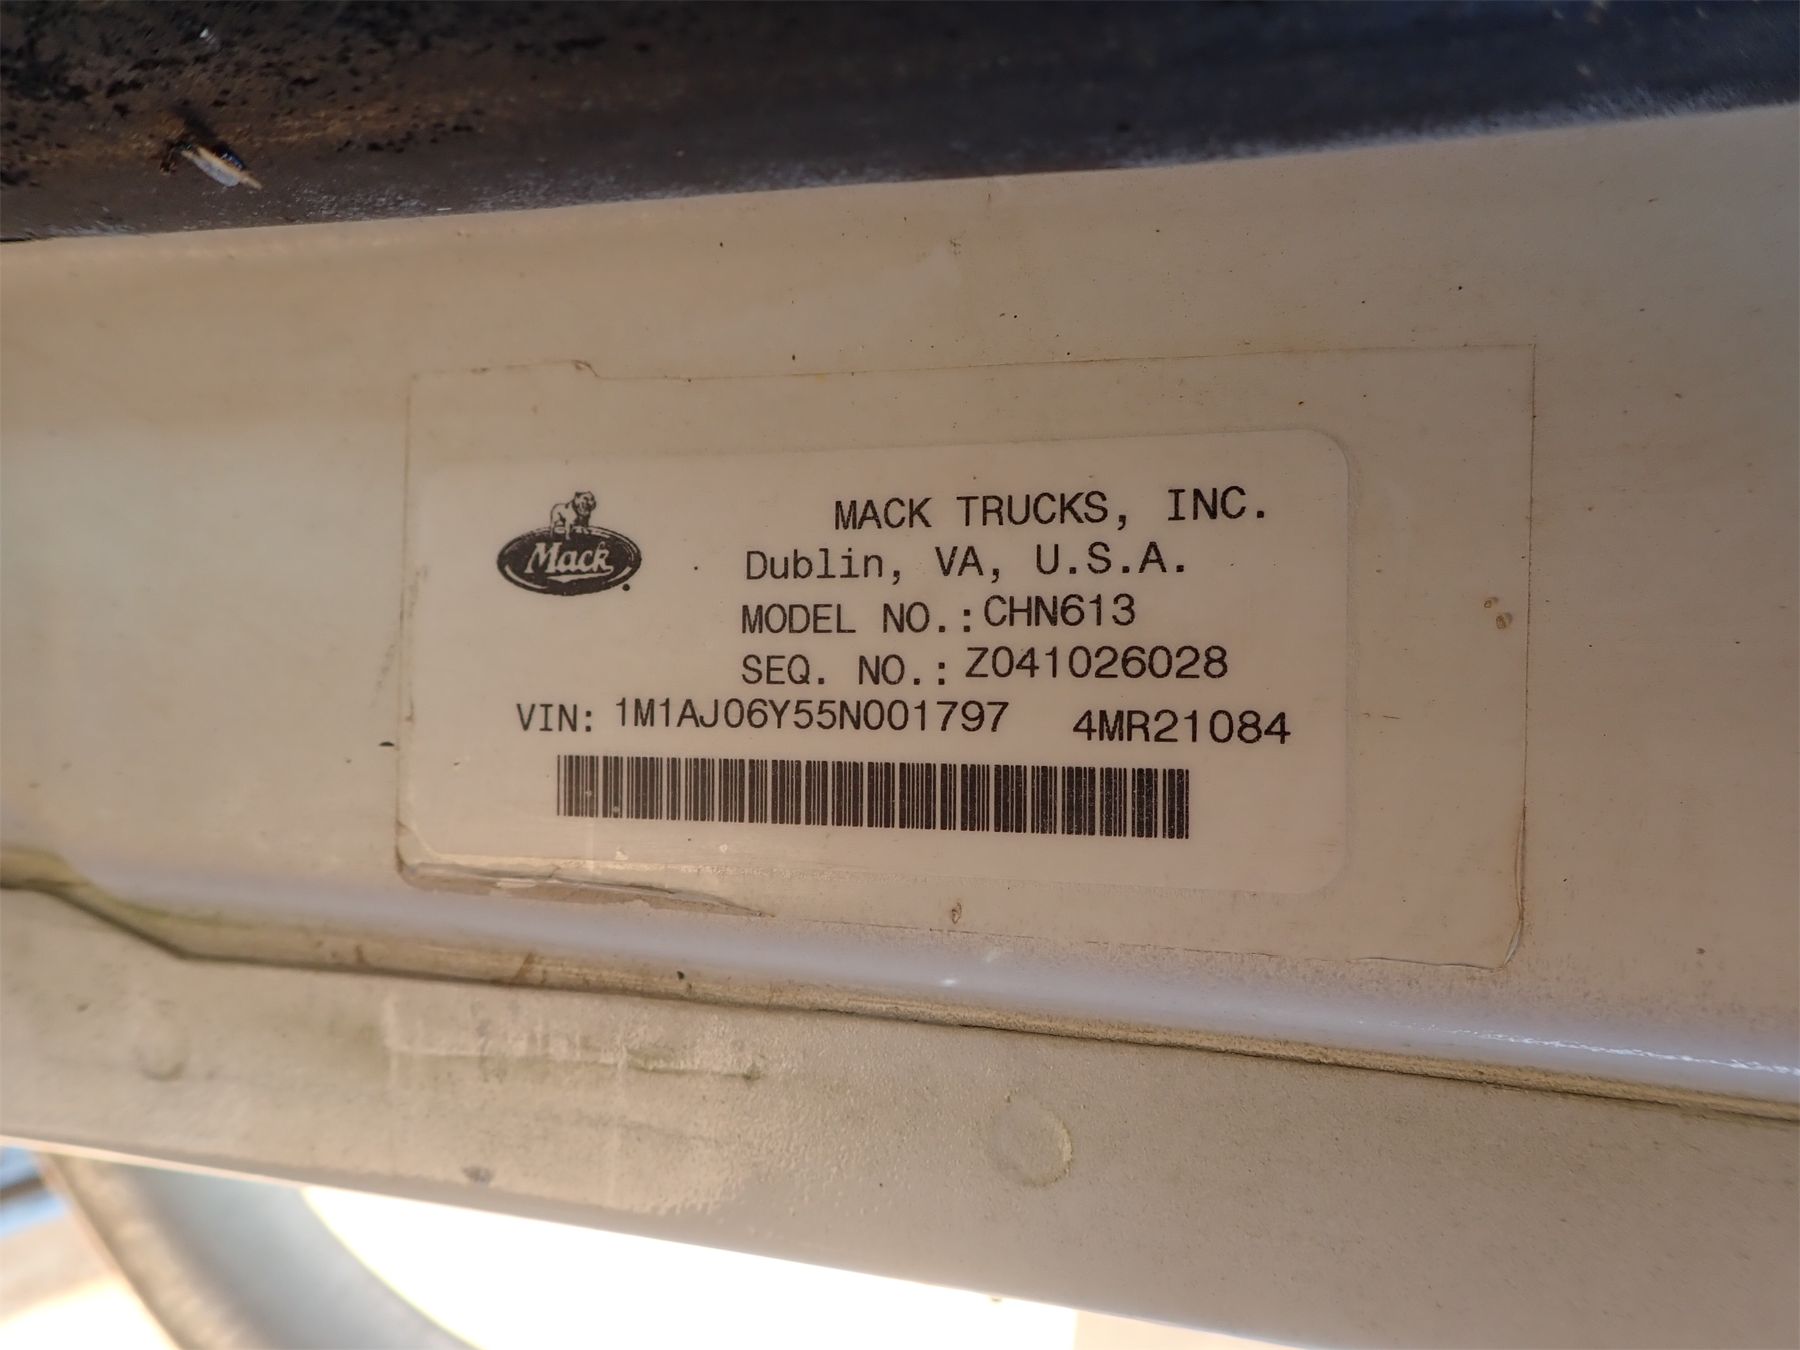 Mack
MACK TRUCKS, INC.
Dublin, VA, U.S.A.
MODEL NO.: CHN613
SEQ. NO.: Z041026028
VIN: 1M1AJ06Y55N001797 4MR21084